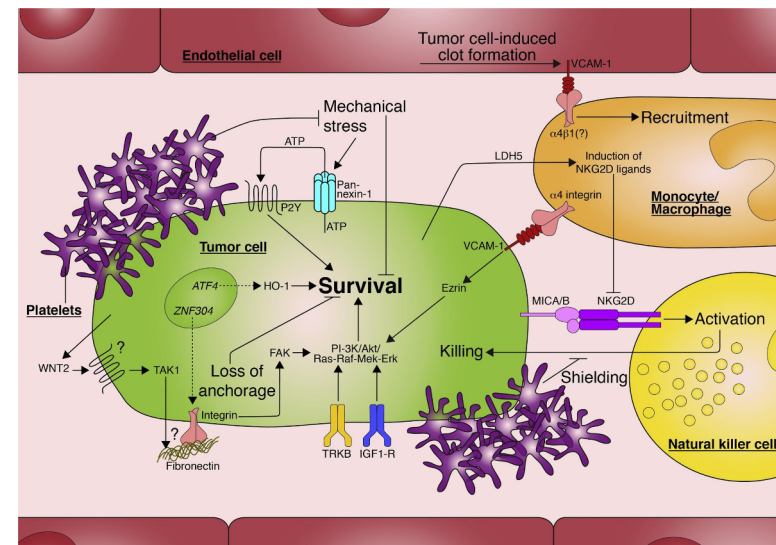 Tumor cell-induced
clot formation
Endothelial cell
VCAM-1
Mechanical
stress
α4β1(?)
Recruitment
ATP
LDH5
Induction of
NKG2D ligands
Pan-
nexin-1
P2Y
α4 integrin
Monocyte/
Macrophage
ATP
Tumor cell
VCAM-1
ATF4
HO-1
Survival
Ezrin
Platelets
ZNF304
MICA/B
NKG2D
Activation
?
WNT2
TAK1
FAK
PI-3K/Akt/
Ras-Raf-Mek-Erk
Killing
Loss of
anchorage
Shielding
Integrin
?
Fibronectin
TRKB
IGF1-R
Natural killer cell